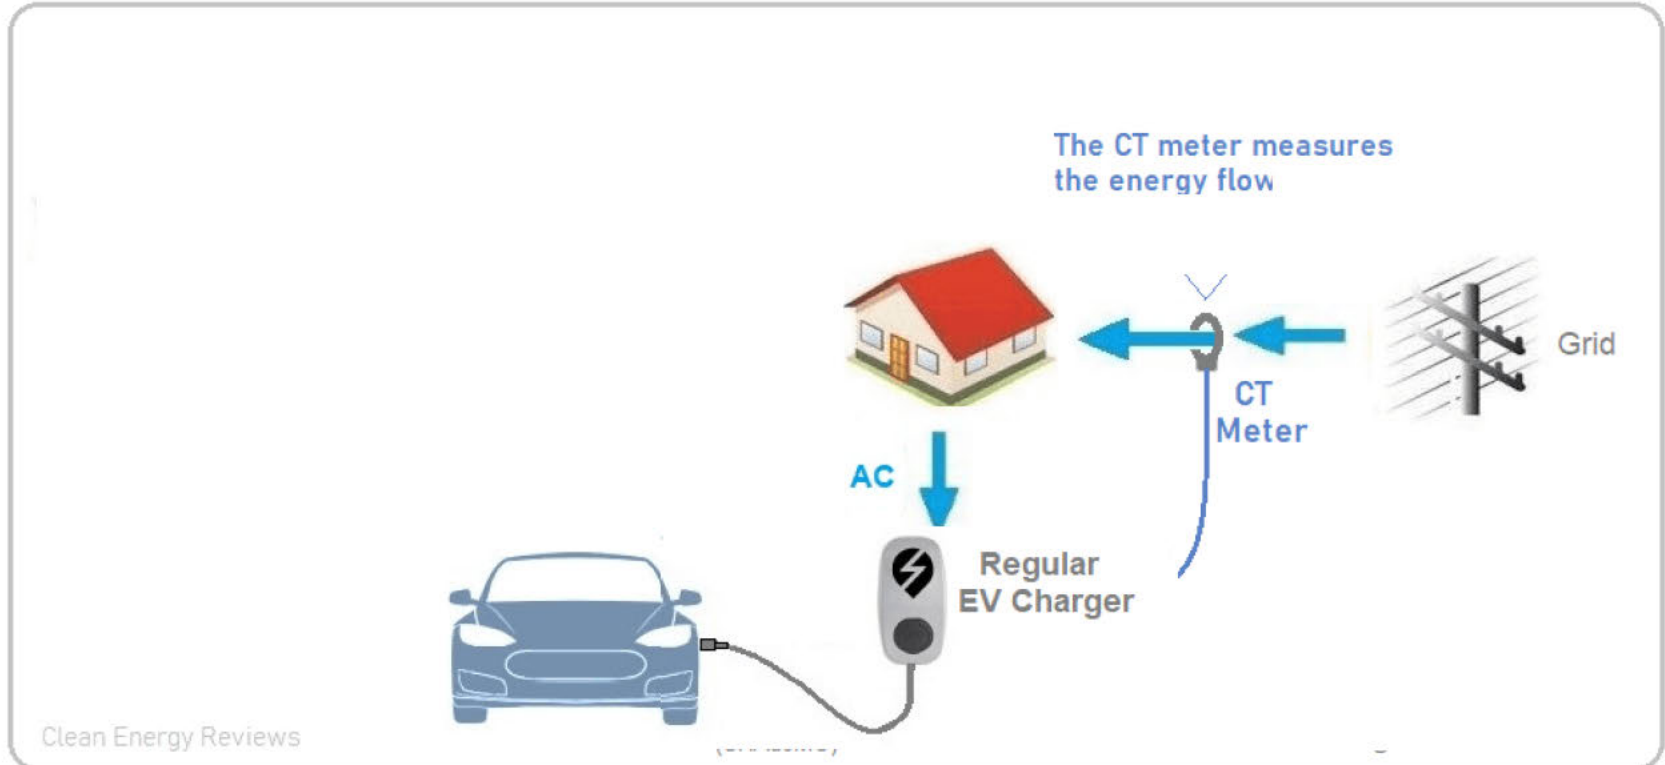 The CT meter measures
the energy flow
Grid
CT
Meter
AC
Regular
EV Charger
Clean Energy Reviews